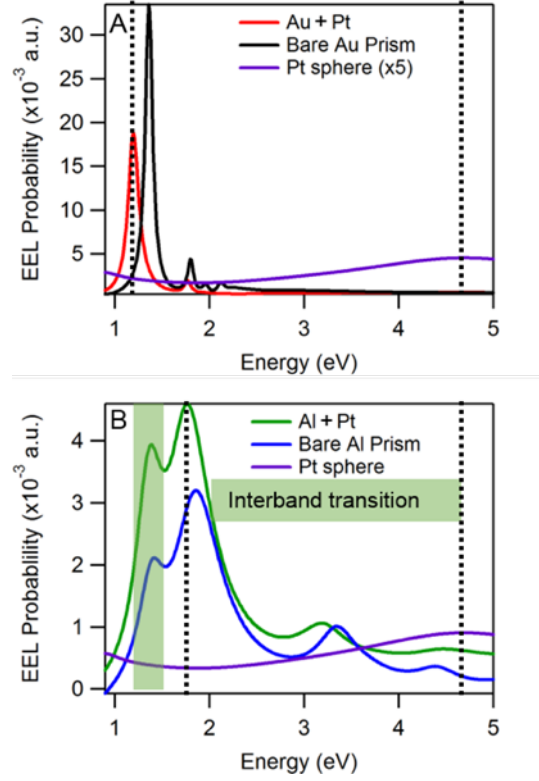 A
Au + Pt
Bare Au Prism
Pt sphere (x5)
EEL Probability (x10⁻³ a.u.)
30
25
20
15
10
5
1 2 3 4 5
Energy (eV)
B
Al + Pt
Bare Al Prism
Pt sphere
Interband transition
EEL Probablility (x10⁻³ a.u.)
4
3
2
1
0
1 2 3 4 5
Energy (eV)